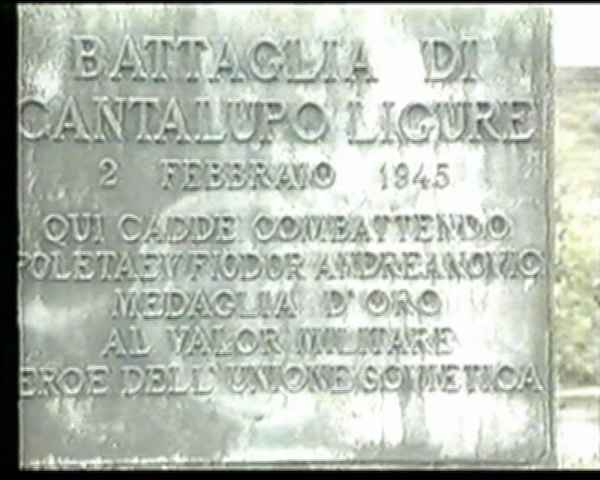 BATTAGLIA DI
CANTALUPO LIGURE
2 FEBBRAIO 1945
QUI CADDE COMBATTENDO
POLETAEV FIODOR ANDREANOVIC
MEDAGLIA D'ORO
AL VALOR MILITARE
EROE DELL'UNIONE SOVIETICA